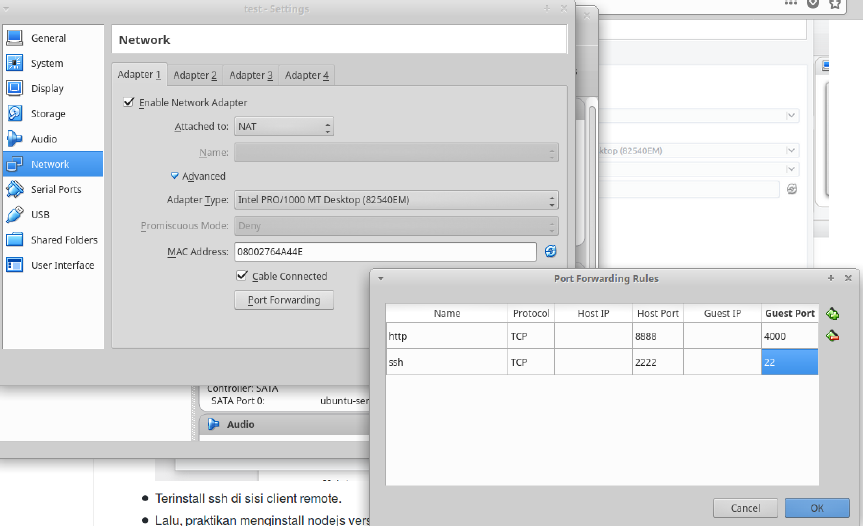 test - Settings
General
System
Display
Storage
Audio
Network
Serial Ports
USB
Shared Folders
User Interface
Network
Adapter 1
Adapter 2
Adapter 3
Adapter 4
Enable Network Adapter
Attached to: NAT
Name:
Advanced
Adapter Type: Intel PRO/1000 MT Desktop (82540EM)
Promiscuous Mode: Deny
MAC Address: 08002764A44E
Cable Connected
Port Forwarding
(82540EM)
Port Forwarding Rules
Name Protocol Host IP Host Port Guest IP Guest Port
http TCP 8888 4000
ssh TCP 2222 22
Cancel OK
Controller: SATA
SATA Port 0: ubuntu-ser
Audio
Terinstall ssh di sisi client remote.
Lalu, praktikan menginstall nodejs vers